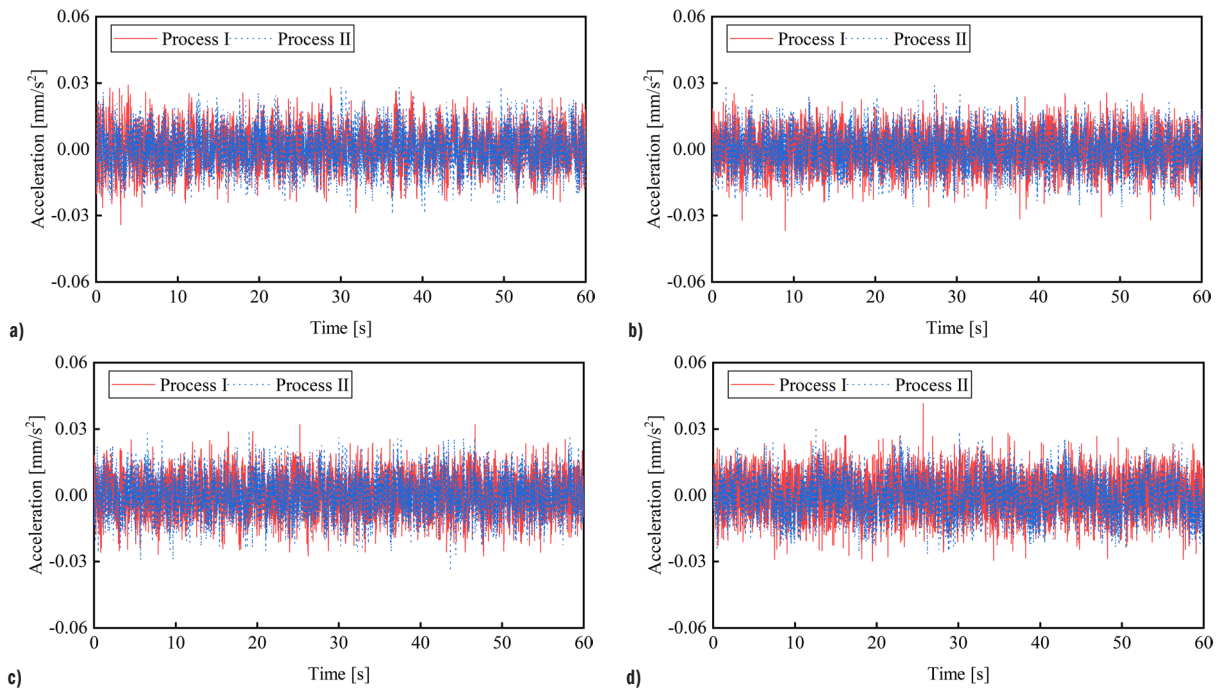 0.06
Process I Process II
0.03
0.00
-0.03
-0.06
Acceleration [mm/s²]
0 10 20 30 40 50 60
Time [s]
a)
0.06
Process I Process II
0.03
0.00
-0.03
-0.06
Acceleration [mm/s²]
0 10 20 30 40 50 60
Time [s]
b)
0.06
Process I Process II
0.03
0.00
-0.03
-0.06
Acceleration [mm/s²]
0 10 20 30 40 50 60
Time [s]
c)
0.06
Process I Process II
0.03
0.00
-0.03
-0.06
Acceleration [mm/s²]
0 10 20 30 40 50 60
Time [s]
d)